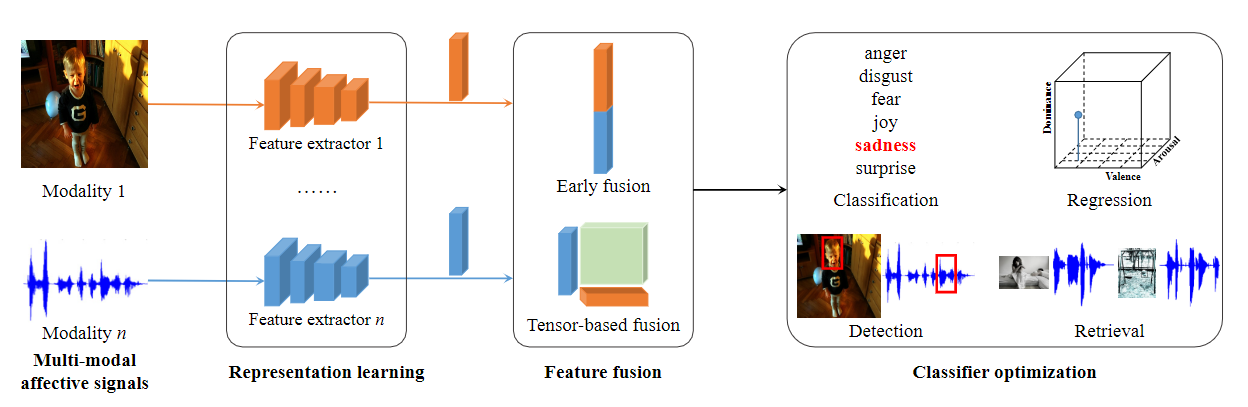 Modality 1
Modality n
Multi-modal
affective signals
Feature extractor 1
......
Feature extractor n
Representation learning
Early fusion
Tensor-based fusion
Feature fusion
anger
disgust
fear
joy
sadness
surprise
Classification
Dominance
Arousal
Valence
Regression
Detection
Retrieval
Classifier optimization
G